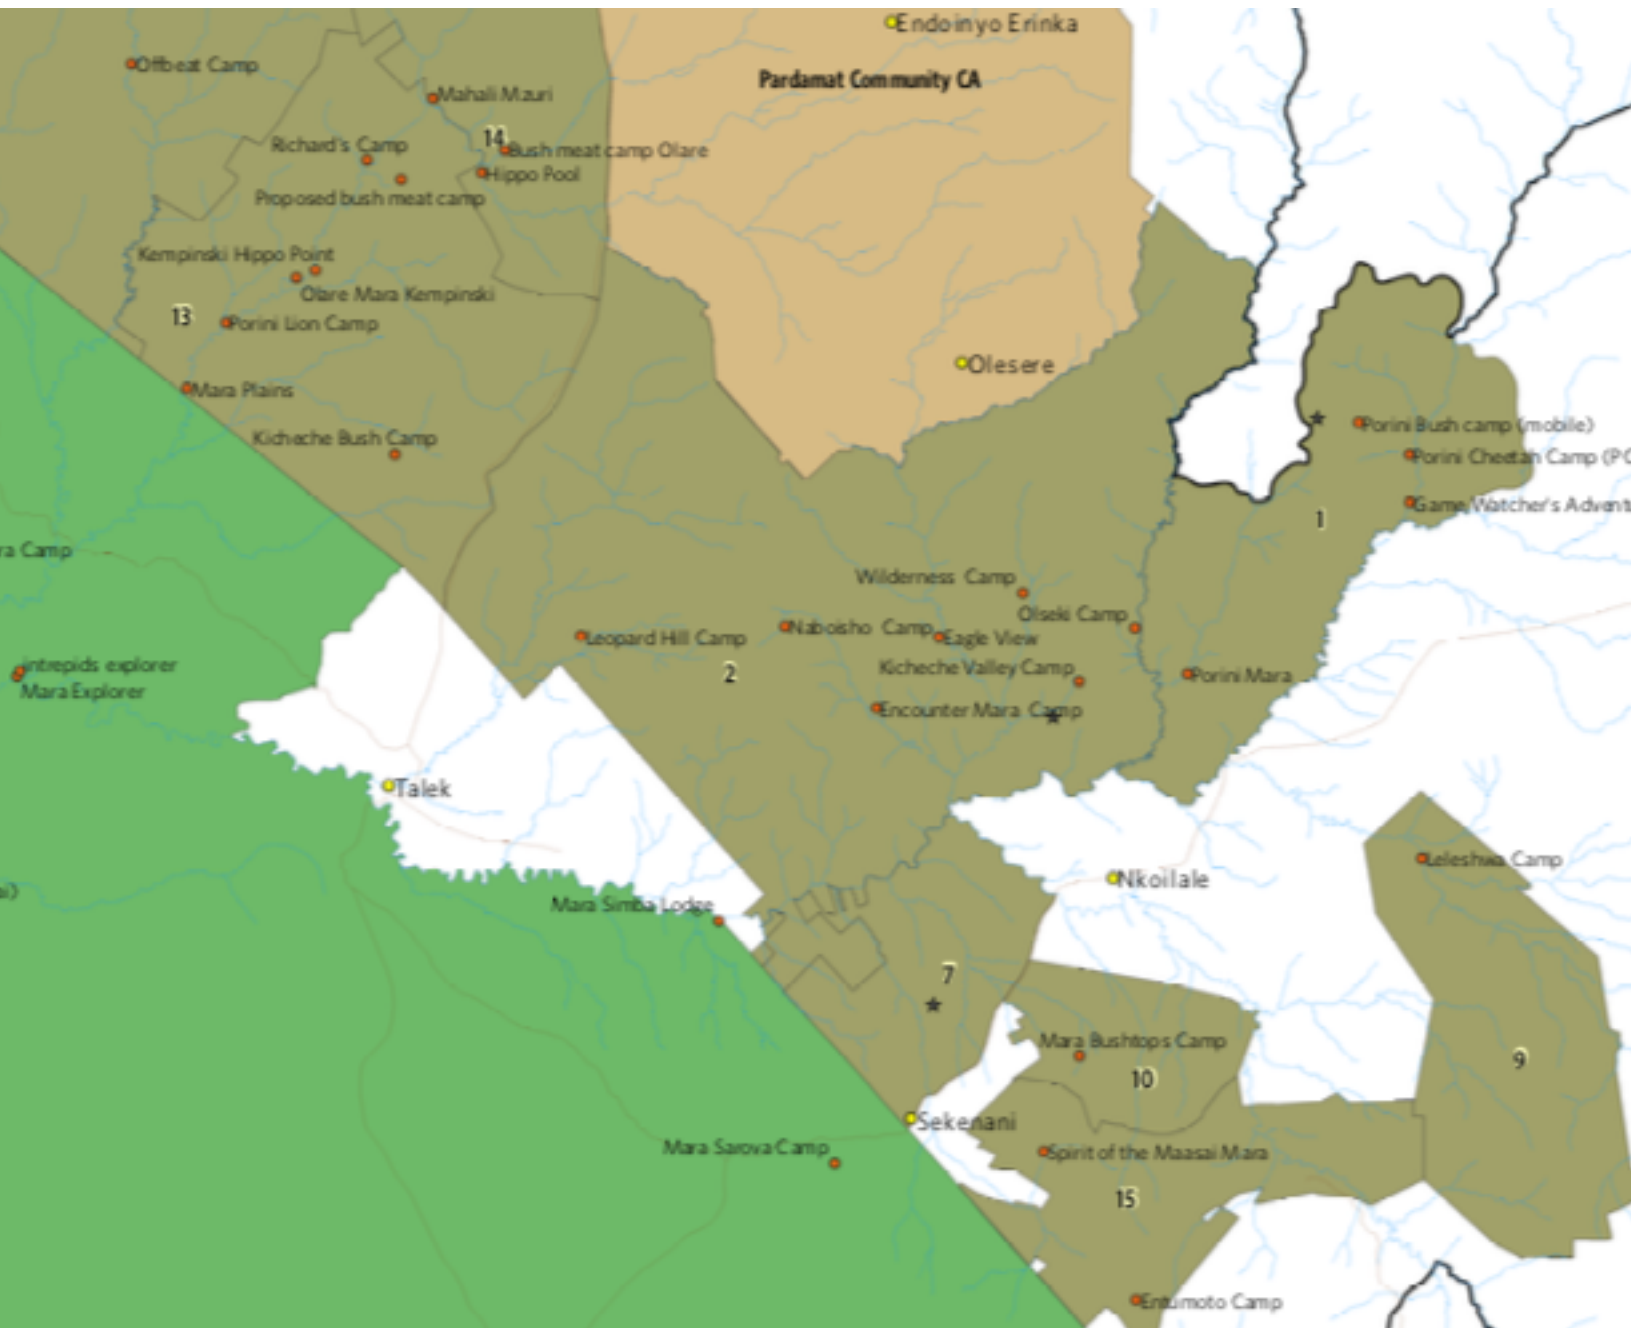 Endoinyo Erinka
Offbeat Camp
Pardamat Community CA
Mahali Mzuri
14
Richard's Camp
Bush meat camp Olare
Hippo Pool
Proposed bush meat camp
Kempinski Hippo Point
Olare Mara Kempinski
13
Porini Lion Camp
Olesere
Mara Plains
Porini Bush camp (mobile)
Kicheche Bush Camp
Porini Cheetah Camp (PC
Game Watcher's Advent
1
ra Camp
Wilderness Camp
Olseki Camp
Naboisho Camp
Leopard Hill Camp
Eagle View
intrepids explorer
Kicheche Valley Camp
2
Porini Mara
Mara Explorer
Encounter Mara Camp
Talek
Leleshwa Camp
Nkoilale
ai)
Mara Simba Lodge
7
Mara Bushtops Camp
9
10
Sekenani
Mara Sarova Camp
Spirit of the Maasai Mara
15
Entumoto Camp